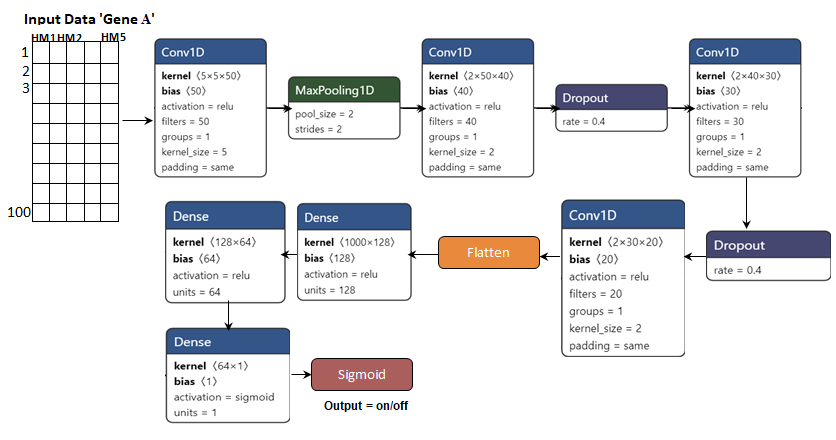 Input Data 'Gene A'
HM1 HM2 HM5
1
2
3
100
Conv1D
kernel ⟨5×5×50⟩
bias ⟨50⟩
activation = relu
filters = 50
groups = 1
kernel_size = 5
padding = same
MaxPooling1D
pool_size = 2
strides = 2
Conv1D
kernel ⟨2×50×40⟩
bias ⟨40⟩
activation = relu
filters = 40
groups = 1
kernel_size = 2
padding = same
Dropout
rate = 0.4
Conv1D
kernel ⟨2×40×30⟩
bias ⟨30⟩
activation = relu
filters = 30
groups = 1
kernel_size = 2
padding = same
Dropout
rate = 0.4
Conv1D
kernel ⟨2×30×20⟩
bias ⟨20⟩
activation = relu
filters = 20
groups = 1
kernel_size = 2
padding = same
Flatten
Dense
kernel ⟨1000×128⟩
bias ⟨128⟩
activation = relu
units = 128
Dense
kernel ⟨128×64⟩
bias ⟨64⟩
activation = relu
units = 64
Dense
kernel ⟨64×1⟩
bias ⟨1⟩
activation = sigmoid
units = 1
Sigmoid
Output = on/off